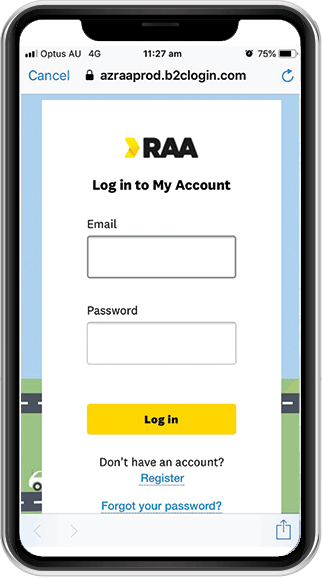 Optus AU 4G 11:27 am 75%
Cancel azraaprod.b2clogin.com
RAA
Log in to My Account
Email
Password
Log in
Don't have an account?
Register
Forgot your password?